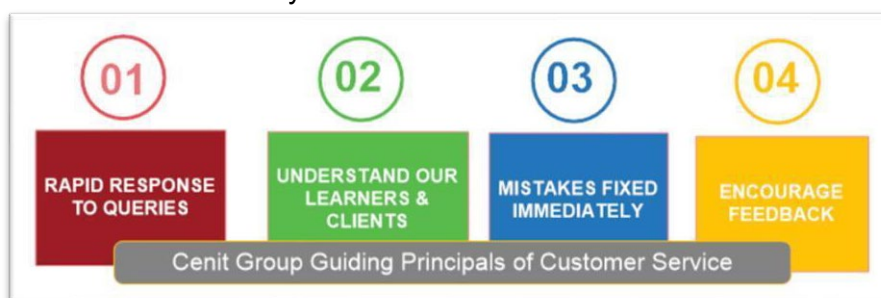 01
RAPID RESPONSE
TO QUERIES
02
UNDERSTAND OUR
LEARNERS &
CLIENTS
03
MISTAKES FIXED
IMMEDIATELY
04
ENCOURAGE
FEEDBACK
Cenit Group Guiding Principals of Customer Service